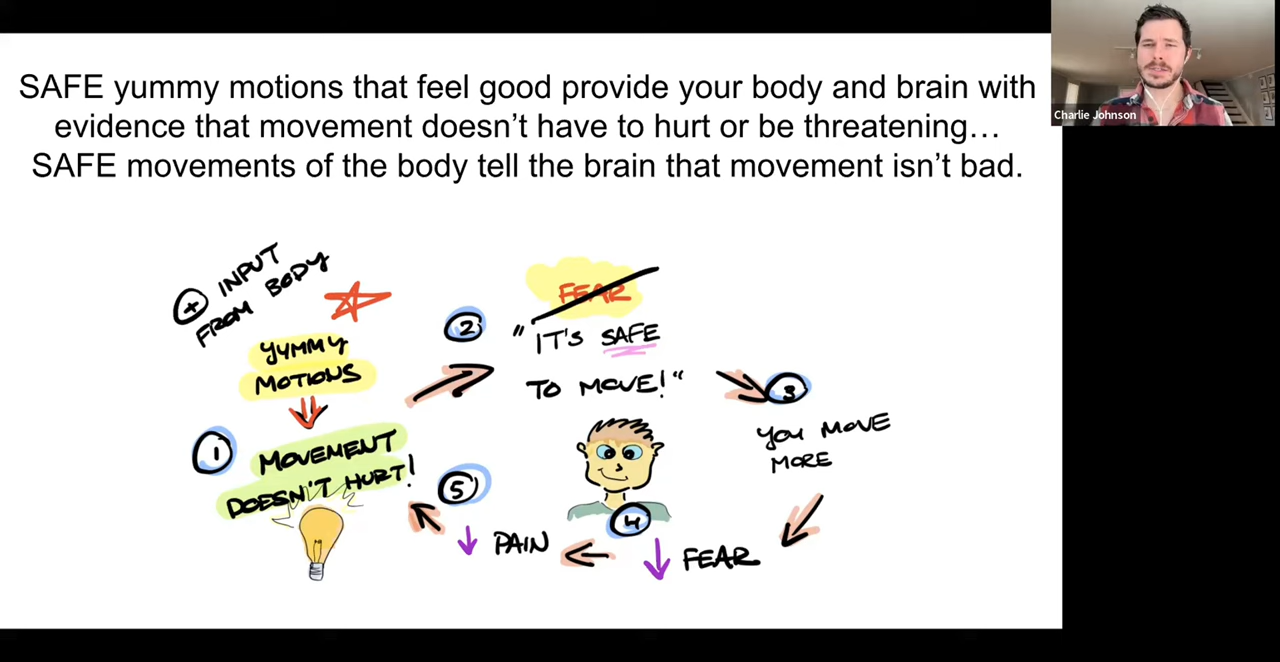 SAFE yummy motions that feel good provide your body and brain with
evidence that movement doesn't have to hurt or be threatening…
SAFE movements of the body tell the brain that movement isn't bad.
Charlie Johnson
+ INPUT
FROM BODY
YUMMY
MOTIONS
1 MOVEMENT
DOESN'T HURT!
2
FEAR
"IT'S SAFE
TO MOVE!"
3
YOU MOVE
MORE
4
↓ FEAR
5
↓ PAIN